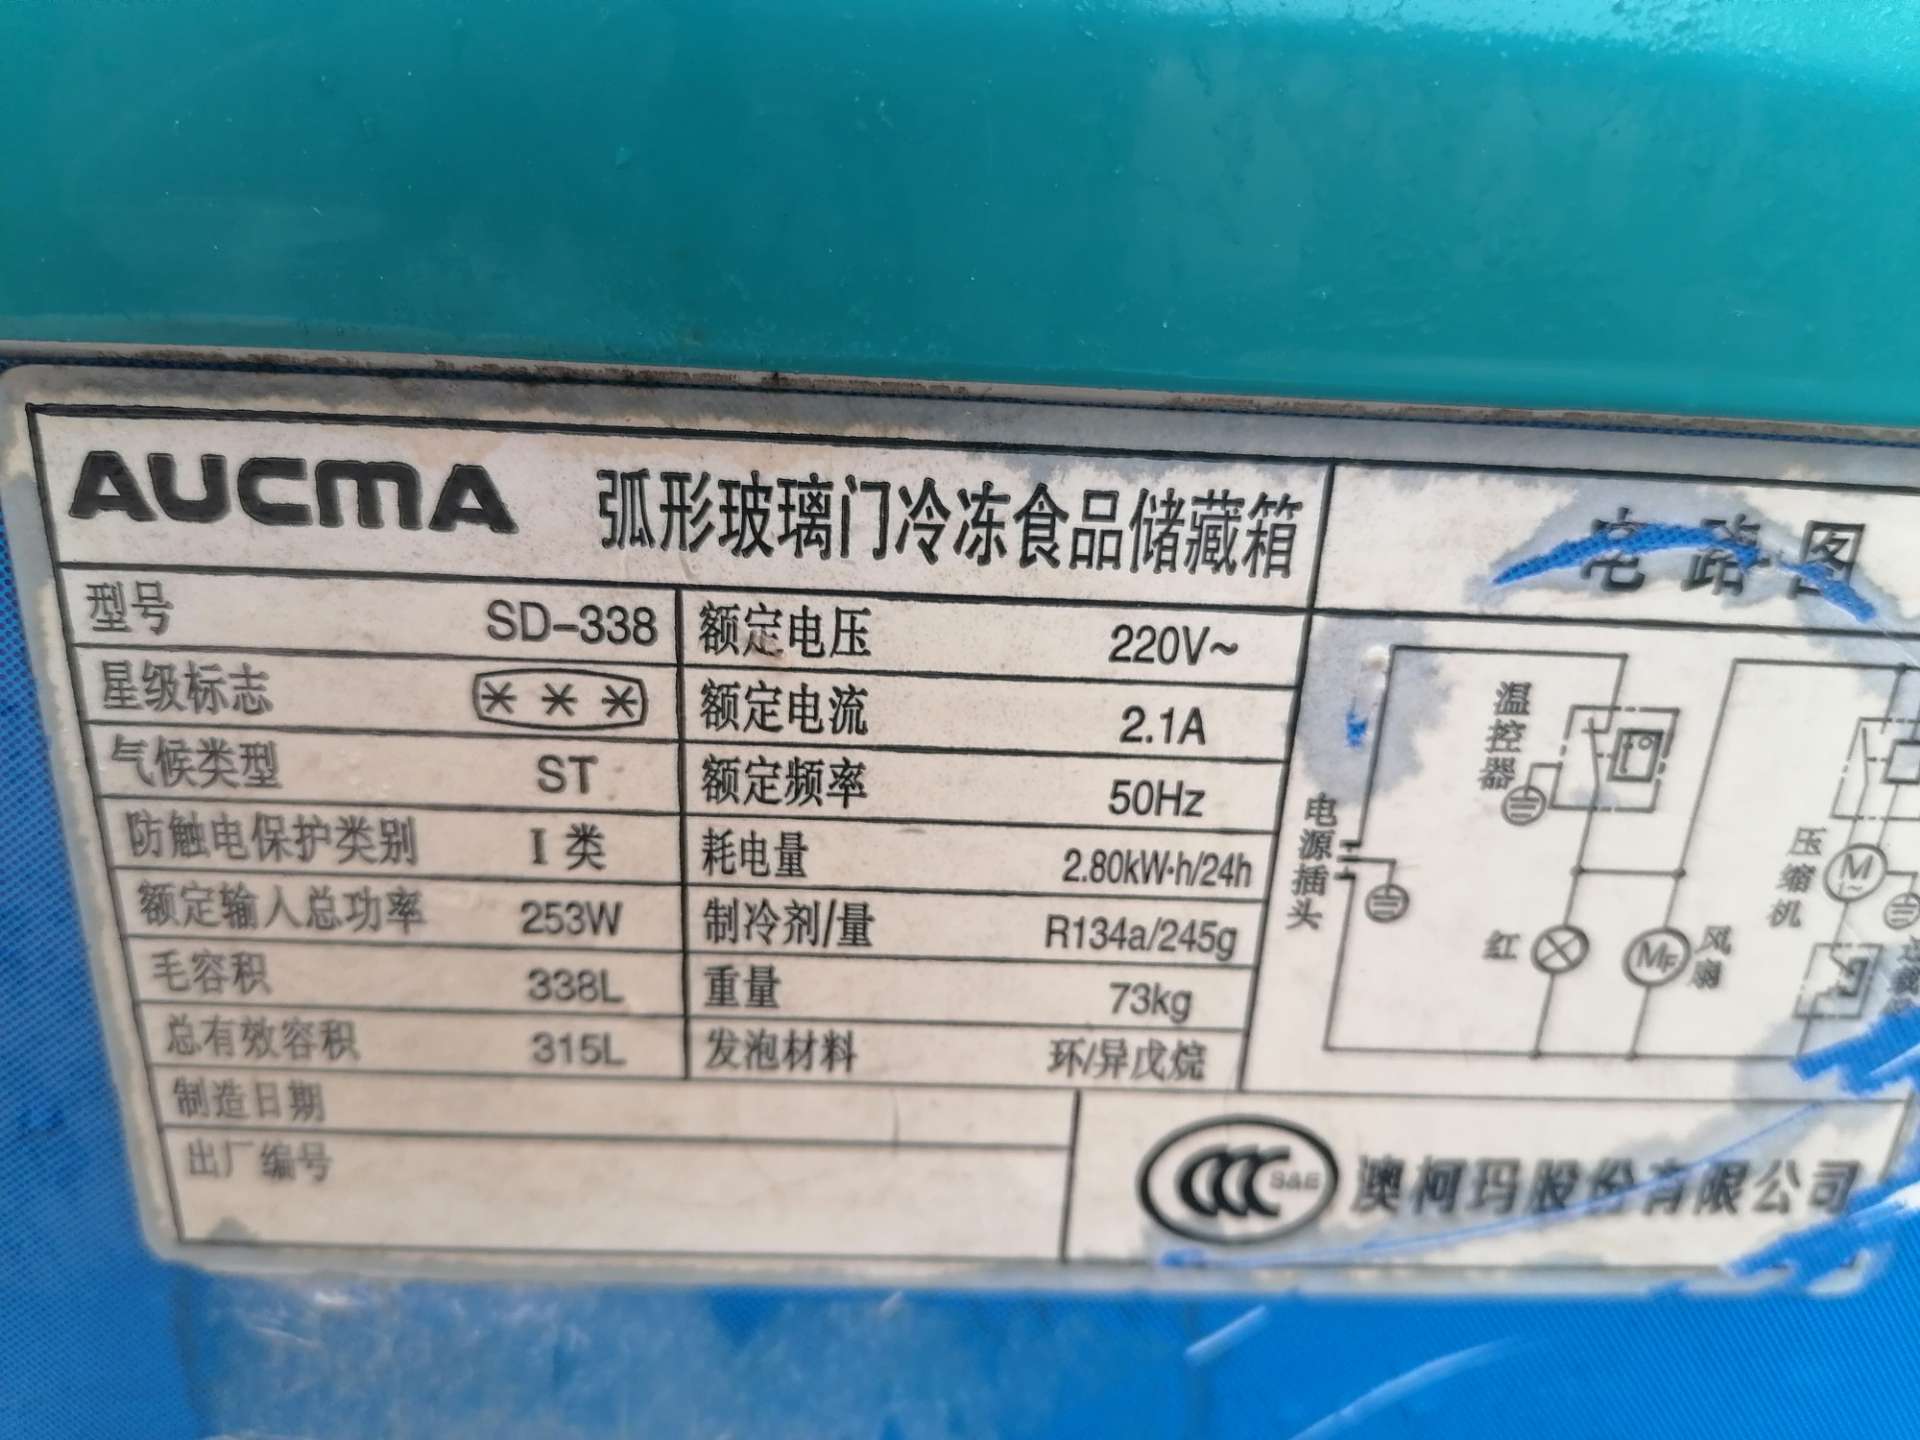 AUCMA 弧形玻璃门冷冻食品储藏箱
电路图
型号 SD-338 额定电压 220V~
星级标志 *** 额定电流 2.1A
气候类型 ST 额定频率 50Hz
防触电保护类别 I 类 耗电量 2.80kW·h/24h
额定输入总功率 253W 制冷剂/量 R134a/245g
毛容积 338L 重量 73kg
总有效容积 315L 发泡材料 环/异戊烷
制造日期
出厂编号
温控器
电源插头
压缩机
M
~
红
MF
风扇
CCC S&E 澳柯玛股份有限公司